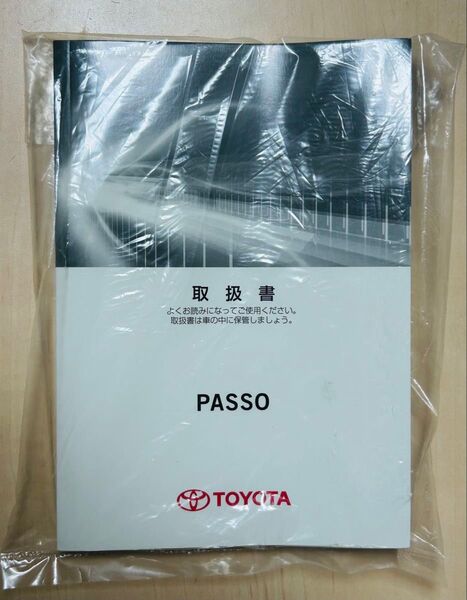 取扱書
よくお読みになってご使用ください。
取扱書は車の中に保管しましょう。
PASSO
TOYOTA